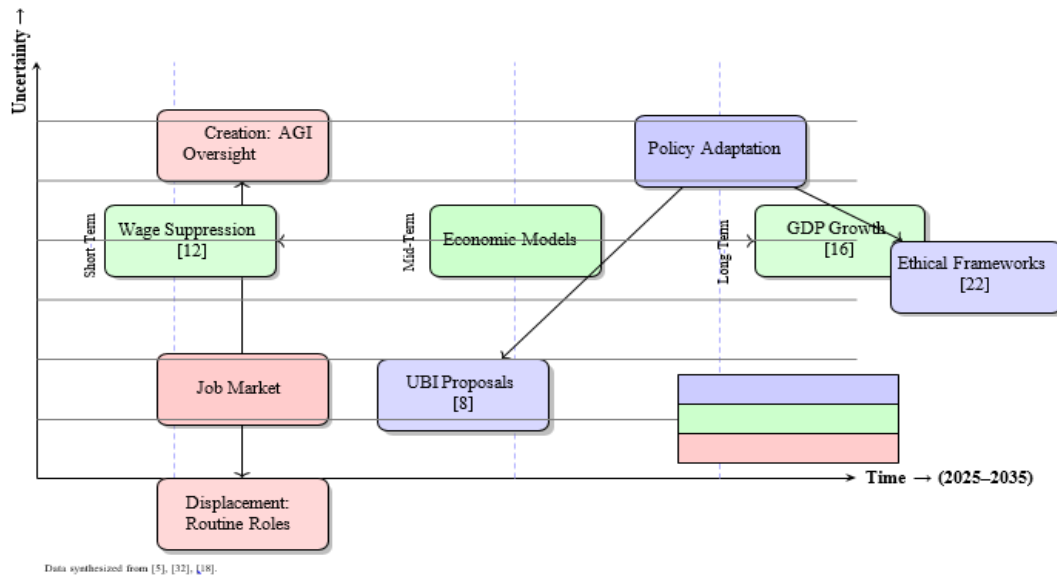 Uncertainty →
Creation: AGI
Oversight
Policy Adaptation
Short-Term
Wage Suppression
[12]
Mid-Term
Economic Models
Long-Term
GDP Growth
[16]
Ethical Frameworks
[22]
Job Market
UBI Proposals
[8]
Time → (2025–2035)
Displacement:
Routine Roles
Data synthesized from [5], [32], [18].